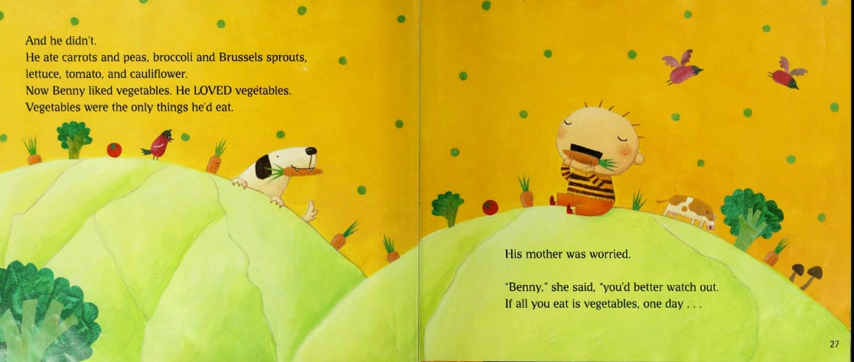 And he didn't.
He ate carrots and peas, broccoli and Brussels sprouts,
lettuce, tomato, and cauliflower.
Now Benny liked vegetables. He LOVED vegetables.
Vegetables were the only things he'd eat.
His mother was worried.
"Benny," she said, "you'd better watch out.
If all you eat is vegetables, one day . . .
27